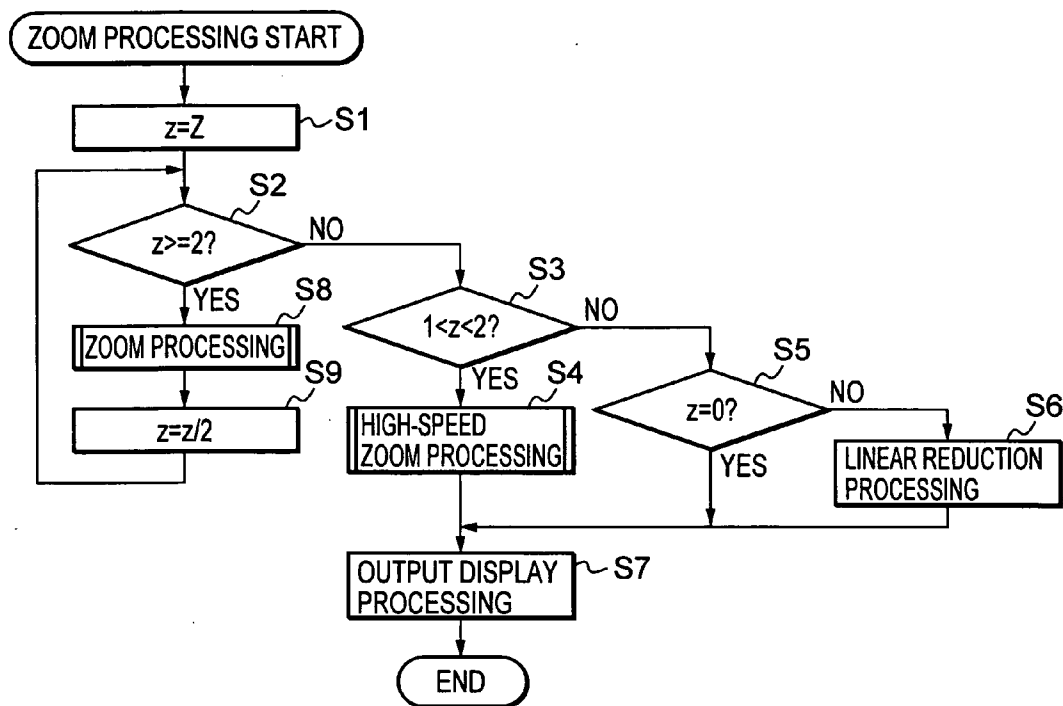 ZOOM PROCESSING START
z=Z
S1
S2
z>=2?
NO
YES
S8
ZOOM PROCESSING
S9
z=z/2
S3
1<z<2?
NO
YES
S4
HIGH-SPEED
ZOOM PROCESSING
S5
z=0?
NO
YES
S6
LINEAR REDUCTION
PROCESSING
OUTPUT DISPLAY
PROCESSING
S7
END